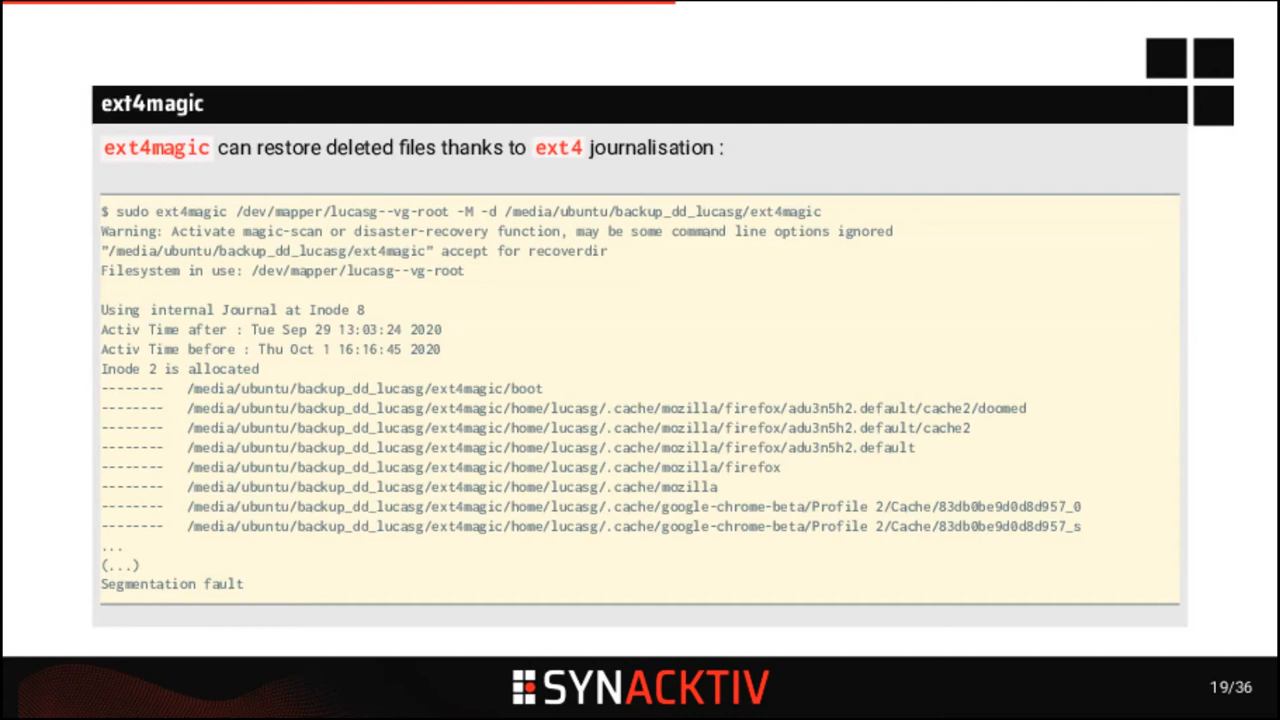 ext4magic
ext4magic can restore deleted files thanks to ext4 journalisation :
$ sudo ext4magic /dev/mapper/lucasg--vg-root -M -d /media/ubuntu/backup_dd_lucasg/ext4magic
Warning: Activate magic-scan or disaster-recovery function, may be some command line options ignored
"/media/ubuntu/backup_dd_lucasg/ext4magic" accept for recoverdir
Filesystem in use: /dev/mapper/lucasg--vg-root
Using internal Journal at Inode 8
Activ Time after : Tue Sep 29 13:03:24 2020
Activ Time before : Thu Oct 1 16:16:45 2020
Inode 2 is allocated
-------- /media/ubuntu/backup_dd_lucasg/ext4magic/boot
-------- /media/ubuntu/backup_dd_lucasg/ext4magic/home/lucasg/.cache/mozilla/firefox/adu3n5h2.default/cache2/doomed
-------- /media/ubuntu/backup_dd_lucasg/ext4magic/home/lucasg/.cache/mozilla/firefox/adu3n5h2.default/cache2
-------- /media/ubuntu/backup_dd_lucasg/ext4magic/home/lucasg/.cache/mozilla/firefox/adu3n5h2.default
-------- /media/ubuntu/backup_dd_lucasg/ext4magic/home/lucasg/.cache/mozilla/firefox
-------- /media/ubuntu/backup_dd_lucasg/ext4magic/home/lucasg/.cache/mozilla
-------- /media/ubuntu/backup_dd_lucasg/ext4magic/home/lucasg/.cache/google-chrome-beta/Profile 2/Cache/83db0be9d0d8d957_0
-------- /media/ubuntu/backup_dd_lucasg/ext4magic/home/lucasg/.cache/google-chrome-beta/Profile 2/Cache/83db0be9d0d8d957_s
...
(...)
Segmentation fault
SYNACKTIV
19/36